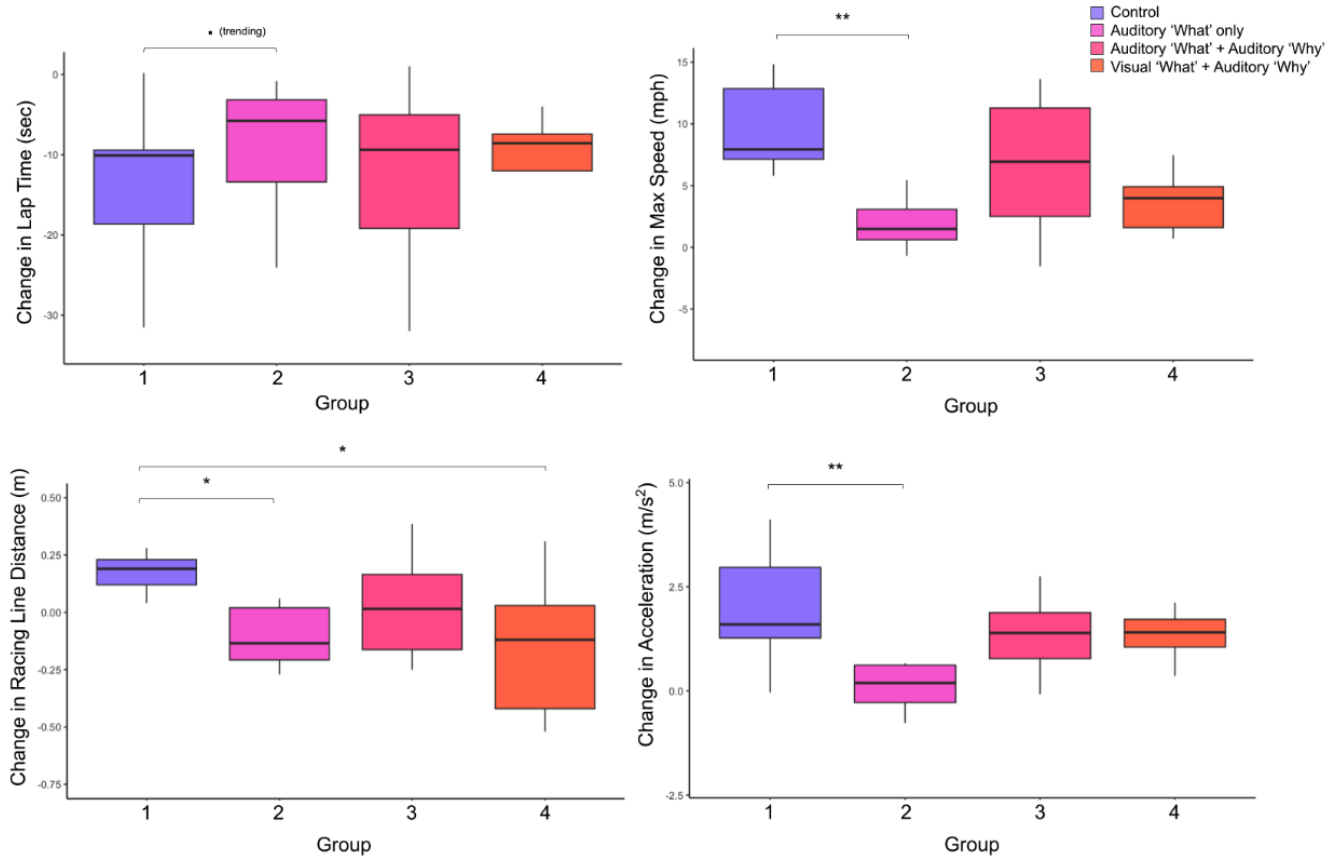 ▪ (trending)
Change in Lap Time (sec)
0
-10
-20
-30
1 2 3 4
Group
**
Change in Max Speed (mph)
15
10
5
0
-5
1 2 3 4
Group
Control
Auditory ‘What’ only
Auditory ‘What’ + Auditory ‘Why’
Visual ‘What’ + Auditory ‘Why’
*
*
Change in Racing Line Distance (m)
0.50
0.25
0.00
-0.25
-0.50
-0.75
1 2 3 4
Group
**
Change in Acceleration (m/s²)
5.0
2.5
0.0
-2.5
1 2 3 4
Group